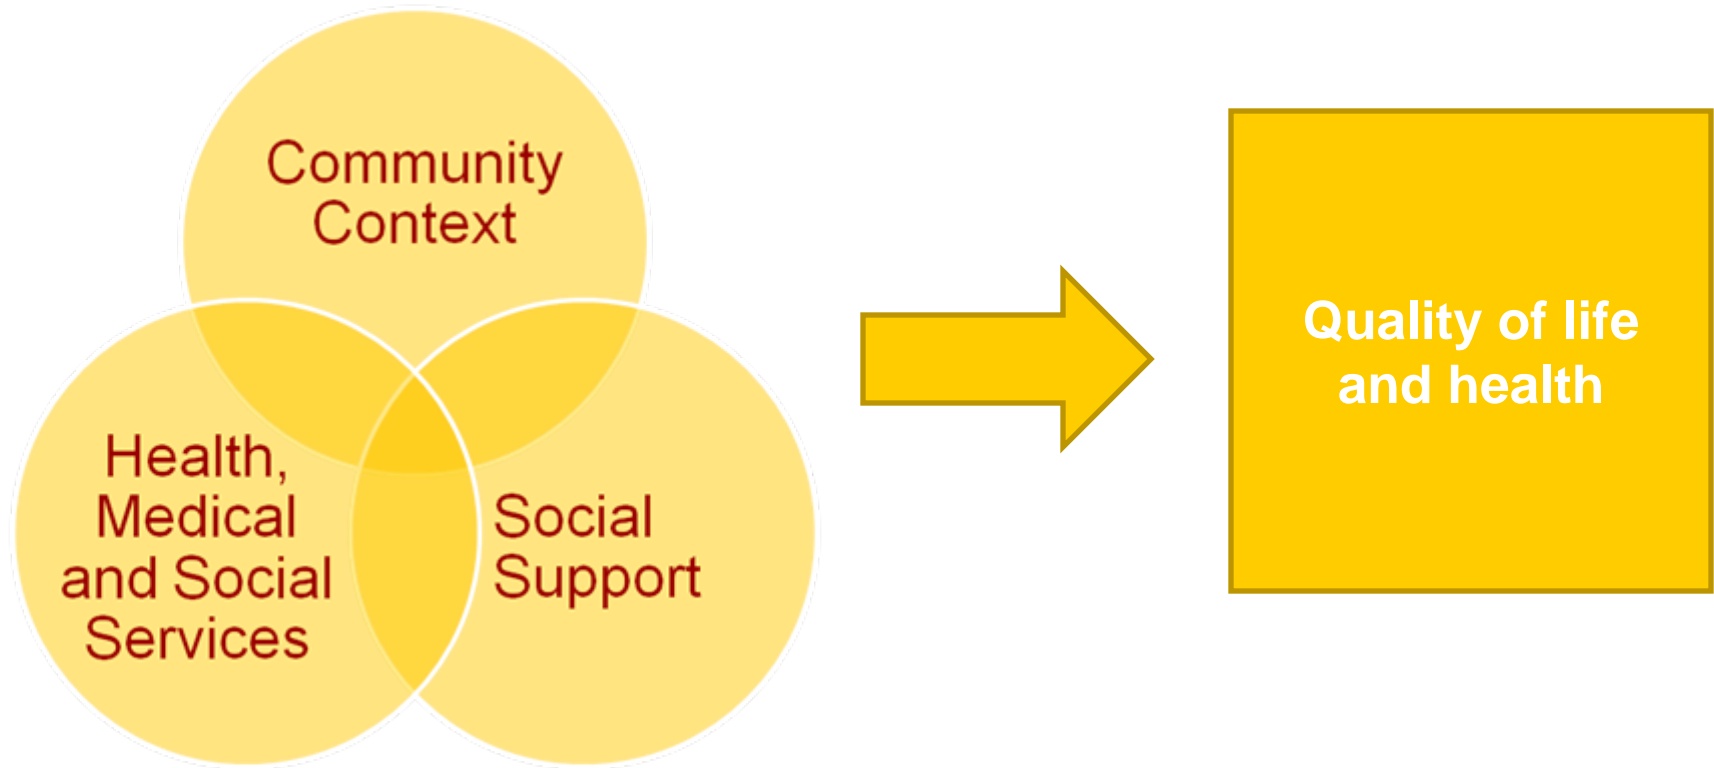 Community
Context
Health,
Medical
and Social
Services
Social
Support
Quality of life
and health